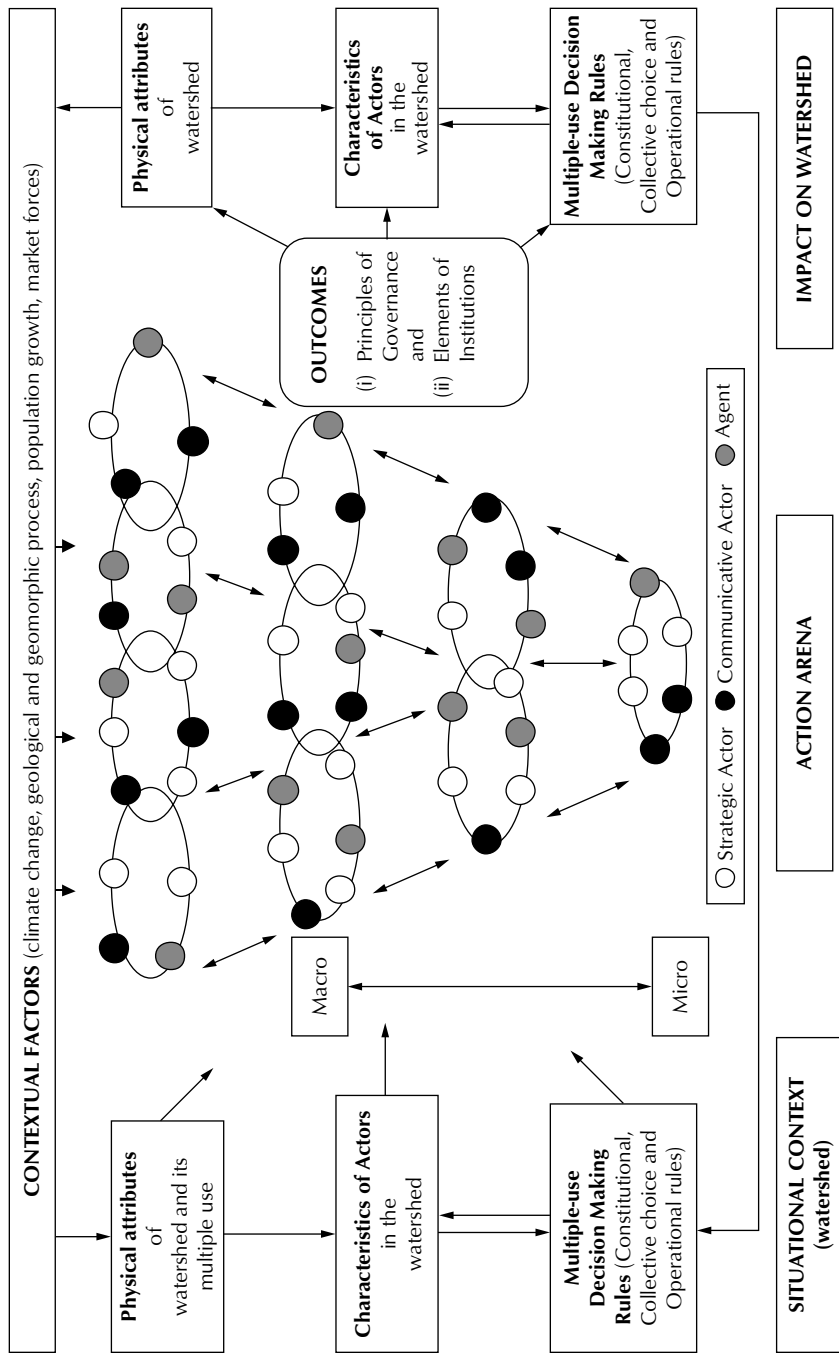 CONTEXTUAL FACTORS (climate change, geological and geomorphic process, population growth, market forces)
Physical attributes
of
watershed and its
multiple use
Characteristics of Actors
in the
watershed
Multiple-use
Decision Making
Rules (Constitutional,
Collective choice and
Operational rules)
SITUATIONAL CONTEXT
(watershed)
Macro
Micro
Strategic Actor
Communicative Actor
Agent
ACTION ARENA
OUTCOMES
(i) Principles of
Governance
and
(ii) Elements of
Institutions
Physical attributes
of
watershed
Characteristics
of Actors
in the
watershed
Multiple-use Decision
Making Rules
(Constitutional,
Collective choice and
Operational rules)
IMPACT ON WATERSHED